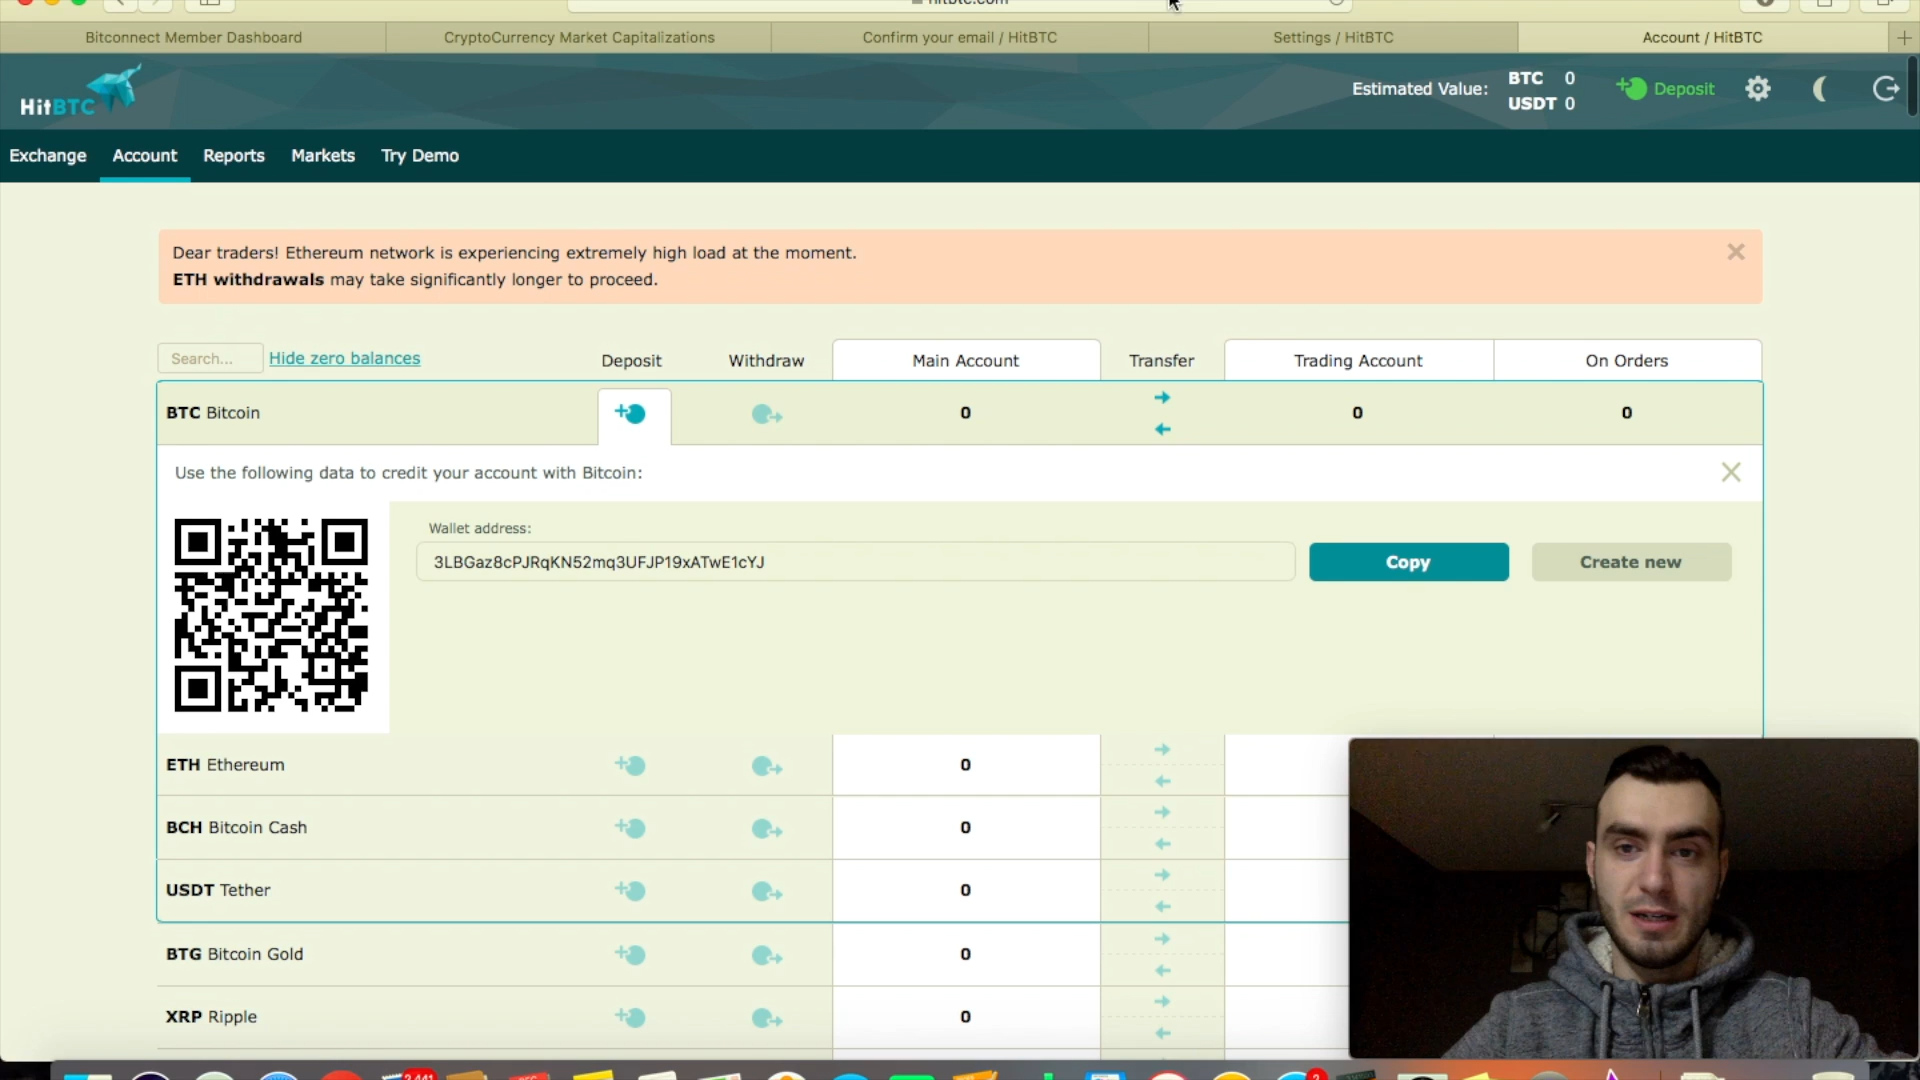 hitbtc.com
Bitconnect Member Dashboard
CryptoCurrency Market Capitalizations
Confirm your email / HitBTC
Settings / HitBTC
Account / HitBTC
HitBTC
Estimated Value:
BTC 0
USDT 0
Deposit
Exchange
Account
Reports
Markets
Try Demo
Dear traders! Ethereum network is experiencing extremely high load at the moment.
ETH withdrawals may take significantly longer to proceed.
Search...
Hide zero balances
Deposit
Withdraw
Main Account
Transfer
Trading Account
On Orders
BTC Bitcoin
0
0
0
Use the following data to credit your account with Bitcoin:
Wallet address:
3LBGaz8cPJRqKN52mq3UFJP19xATwE1cYJ
Copy
Create new
ETH Ethereum
0
BCH Bitcoin Cash
0
USDT Tether
0
BTG Bitcoin Gold
0
XRP Ripple
0
2,441
2